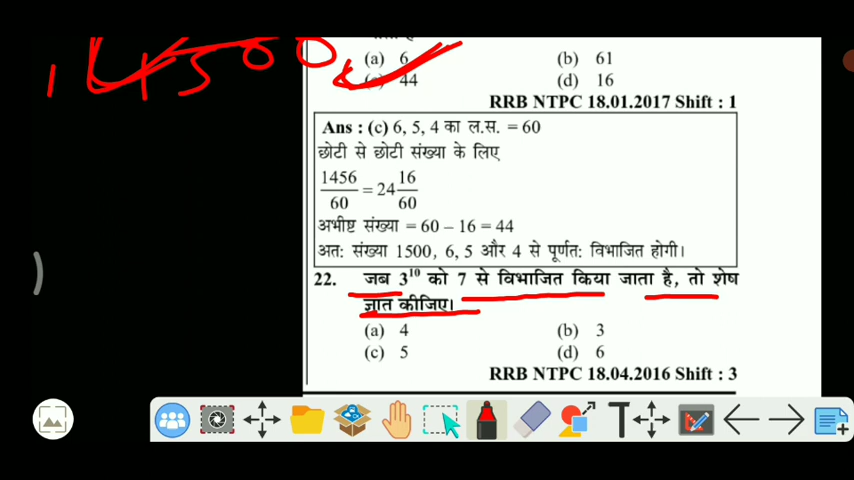 14500
(a) 6 (b) 61
44 (d) 16
RRB NTPC 18.01.2017 Shift : 1
Ans : (c) 6, 5, 4 का ल.स. = 60
छोटी से छोटी संख्या के लिए
1456/60 = 24 16/60
अभीष्ट संख्या = 60 – 16 = 44
अत: संख्या 1500, 6, 5 और 4 से पूर्णत: विभाजित होगी।
22. जब 3¹⁰ को 7 से विभाजित किया जाता है, तो शेष
ज्ञात कीजिए।
(a) 4 (b) 3
(c) 5 (d) 6
RRB NTPC 18.04.2016 Shift : 3
T